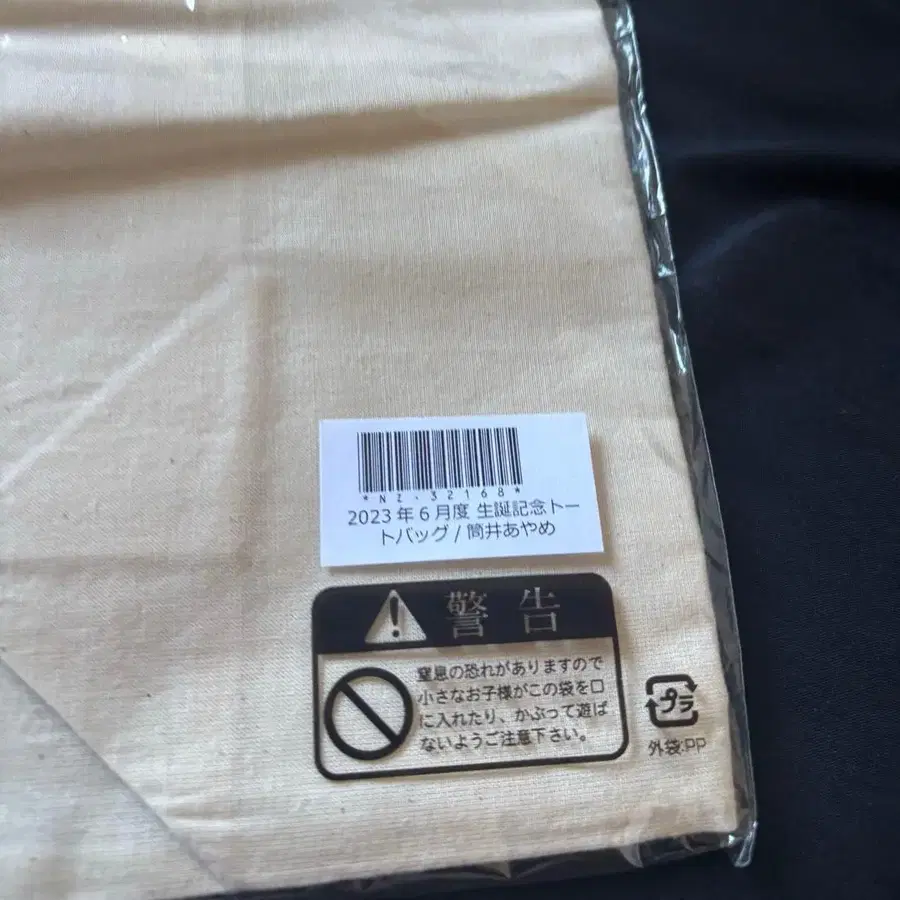 *NZ-32168*
2023年6月度 生誕記念トー
トバッグ / 筒井あやめ
警告
窒息の恐れがありますので
小さなお子様がこの袋を口
に入れたり、かぶって遊ば
ないようご注意下さい。
プラ
外袋:PP